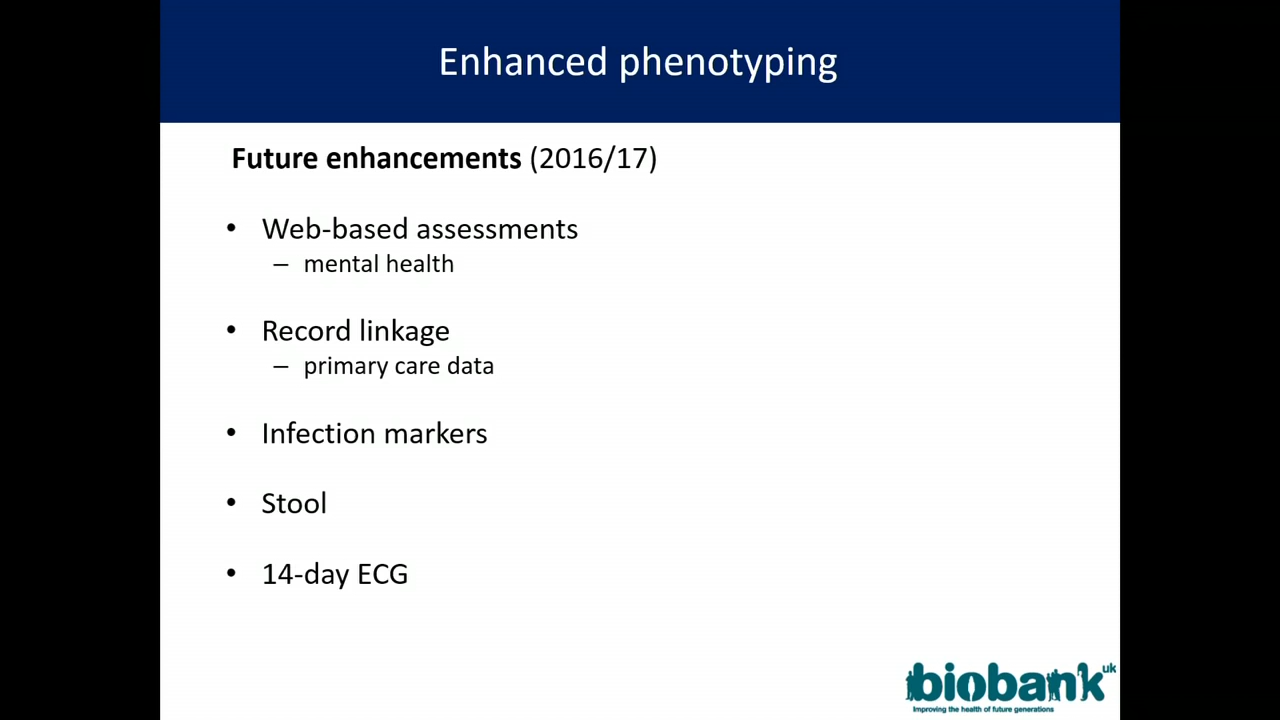 Enhanced phenotyping
Future enhancements (2016/17)
• Web-based assessments
– mental health
• Record linkage
– primary care data
• Infection markers
• Stool
• 14-day ECG
biobank uk
Improving the health of future generations